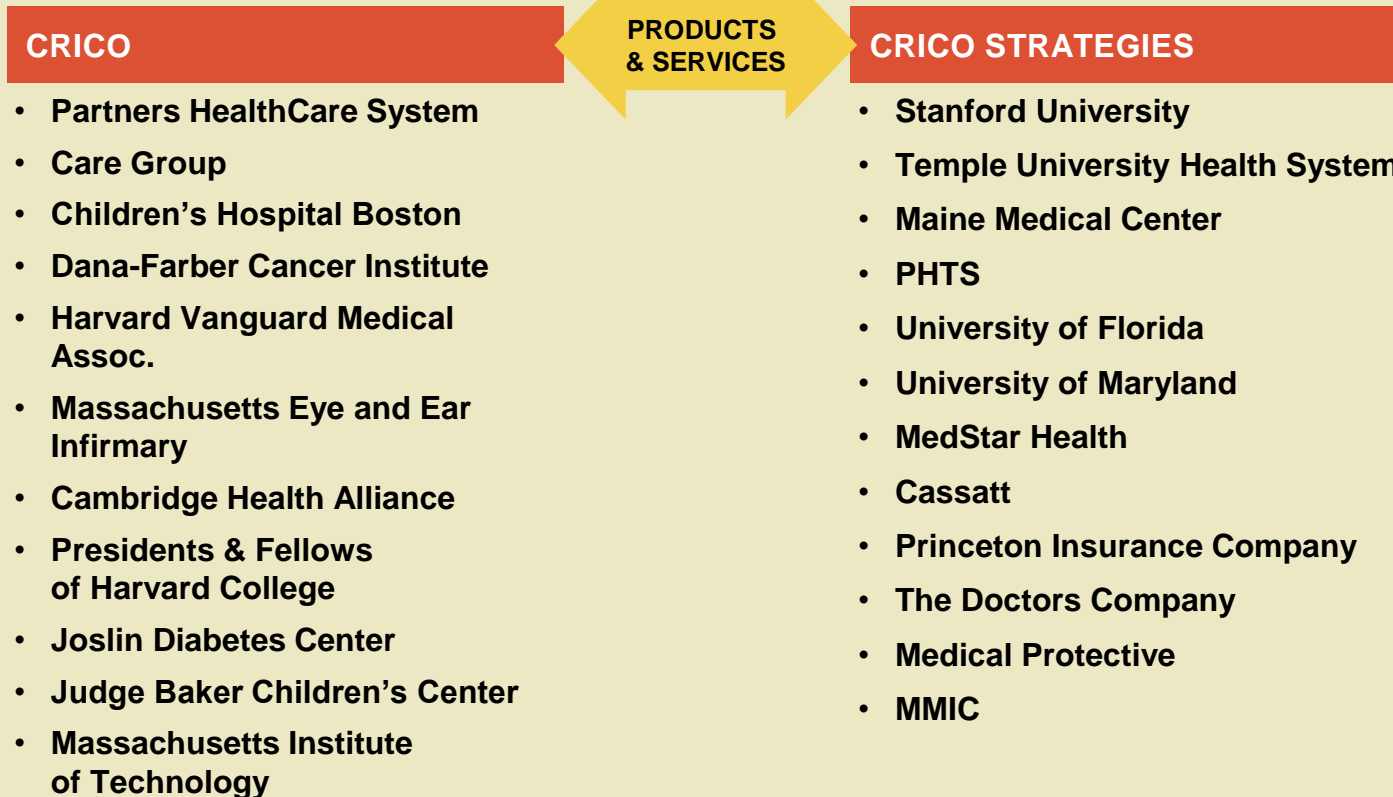 CRICO
• Partners HealthCare System
• Care Group
• Children’s Hospital Boston
• Dana-Farber Cancer Institute
• Harvard Vanguard Medical
Assoc.
• Massachusetts Eye and Ear
Infirmary
• Cambridge Health Alliance
• Presidents & Fellows
of Harvard College
• Joslin Diabetes Center
• Judge Baker Children’s Center
• Massachusetts Institute
of Technology
PRODUCTS
& SERVICES
CRICO STRATEGIES
• Stanford University
• Temple University Health System
• Maine Medical Center
• PHTS
• University of Florida
• University of Maryland
• MedStar Health
• Cassatt
• Princeton Insurance Company
• The Doctors Company
• Medical Protective
• MMIC